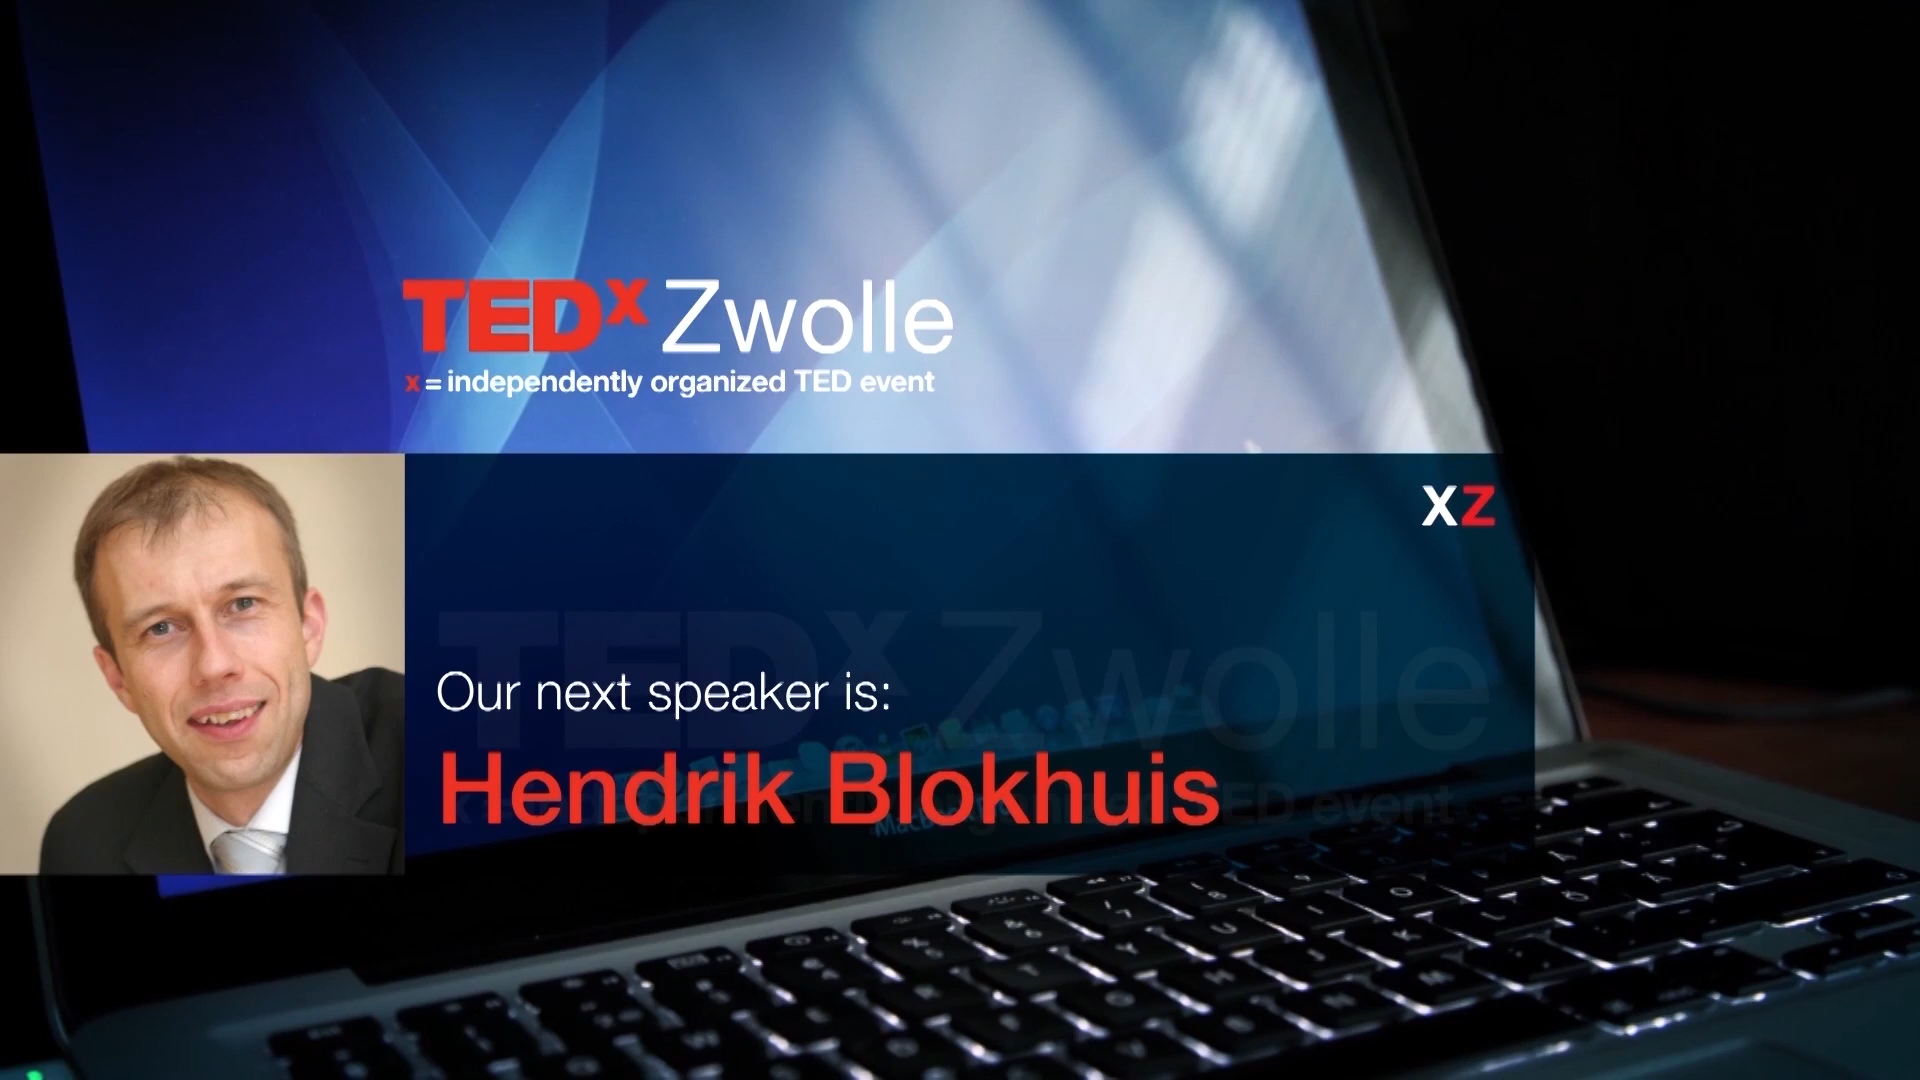 TEDx Zwolle
x = independently organized TED event
XZ
Our next speaker is:
Hendrik Blokhuis